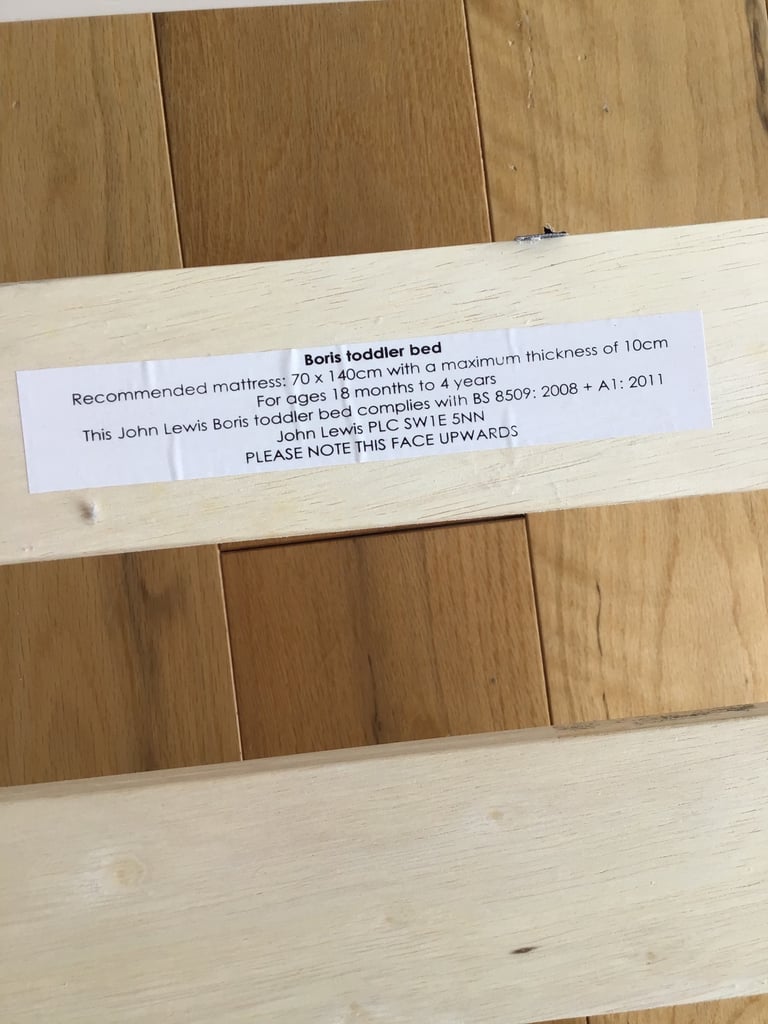 Boris toddler bed
Recommended mattress: 70 x 140cm with a maximum thickness of 10cm
For ages 18 months to 4 years
This John Lewis Boris toddler bed complies with BS 8509: 2008 + A1: 2011
John Lewis PLC SW1E 5NN
PLEASE NOTE THIS FACE UPWARDS